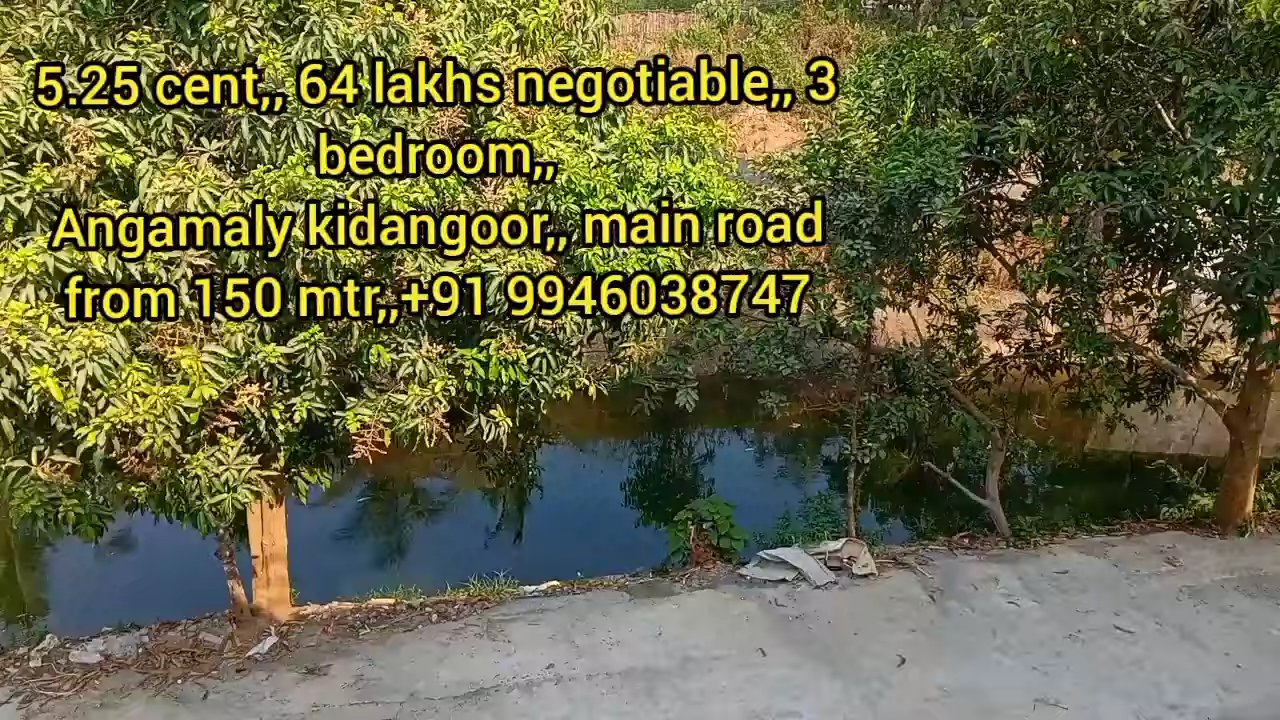 5.25 cent,, 64 lakhs negotiable,, 3
bedroom,,
Angamaly kidangoor,, main road
from 150 mtr,,+91 9946038747